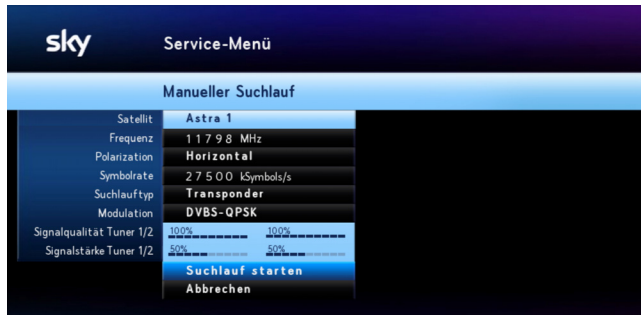 sky Service-Menü
Manueller Suchlauf
Satellit Astra 1
Frequenz 11798 MHz
Polarization Horizontal
Symbolrate 27500 kSymbols/s
Suchlauftyp Transponder
Modulation DVBS-QPSK
Signalqualität Tuner 1/2 100% 100%
Signalstärke Tuner 1/2 50% 50%
Suchlauf starten
Abbrechen